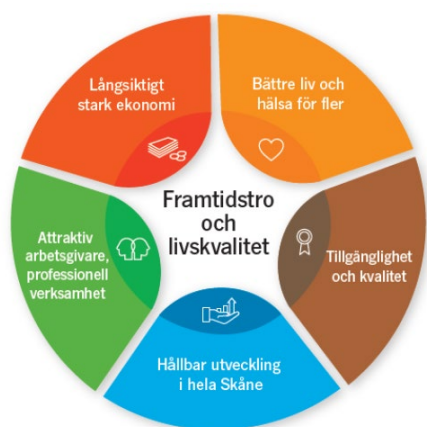 Långsiktigt
stark ekonomi
Bättre liv och
hälsa för fler
Framtidstro
och
livskvalitet
Attraktiv
arbetsgivare,
professionell
verksamhet
Tillgänglighet
och kvalitet
Hållbar utveckling
i hela Skåne